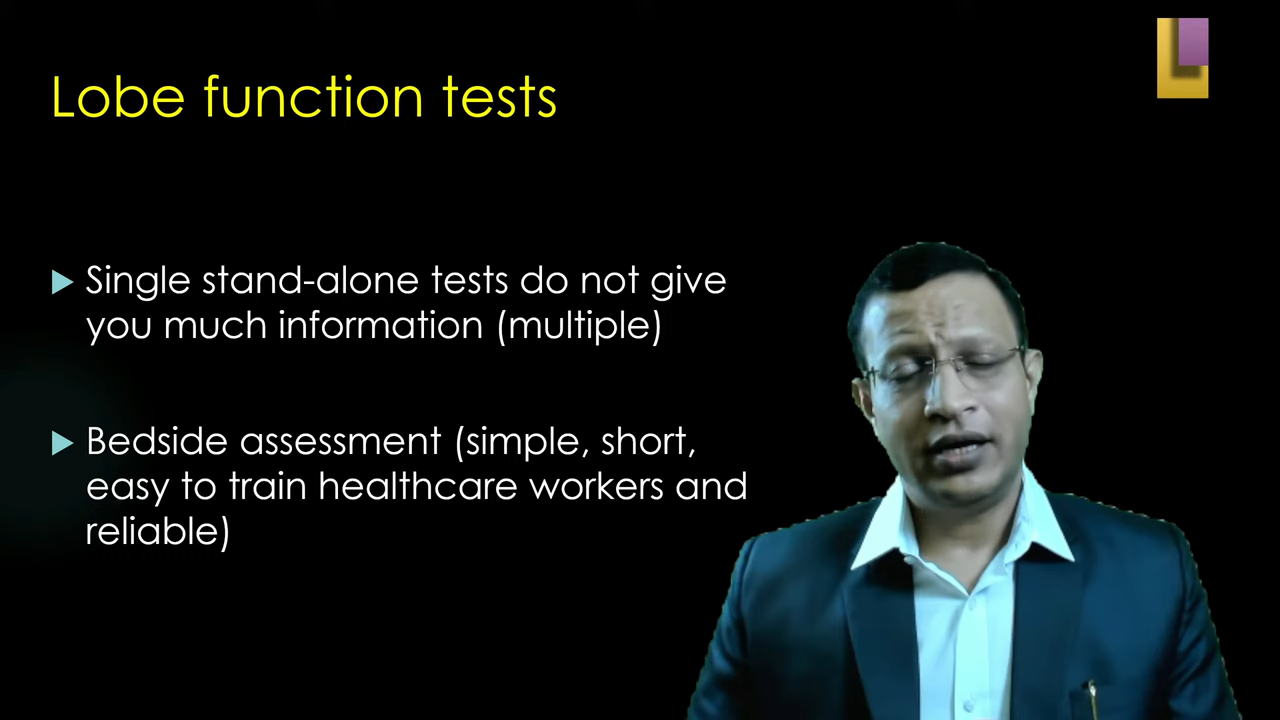 Lobe function tests
Single stand-alone tests do not give
you much information (multiple)
Bedside assessment (simple, short,
easy to train healthcare workers and
reliable)